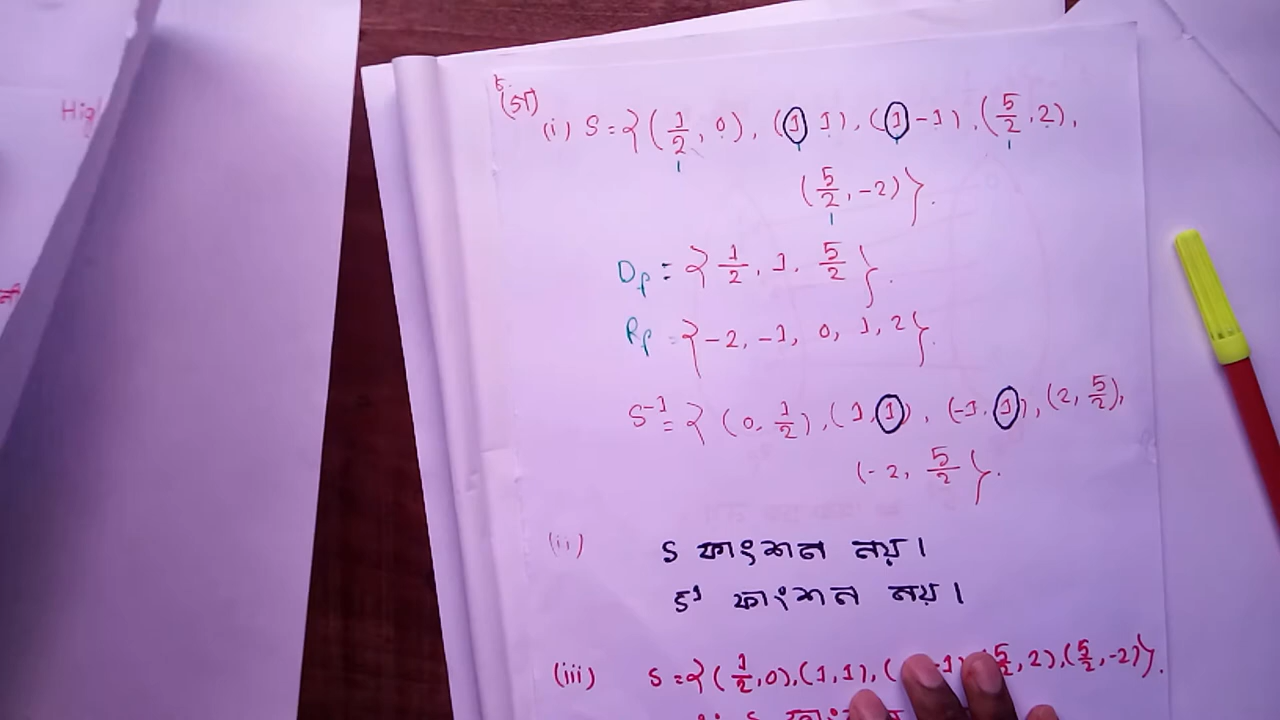 Hig
৮.
(গ)
(i) S = {(1/2, 0), (1 1), (1 -1), (5/2, 2),
(5/2, -2)}.
Df = {1/2, 1, 5/2}.
Rf = {-2, -1, 0, 1, 2}.
S⁻¹ = {(0, 1/2), (1, 1), (-1, 1), (2, 5/2),
(-2, 5/2}.
(ii) S ফাংশন নয়।
S¹ ফাংশন নয়।
(iii) S = {(1/2, 0), (1, 1), ( -1) 5/2, 2), (5/2, -2)}.